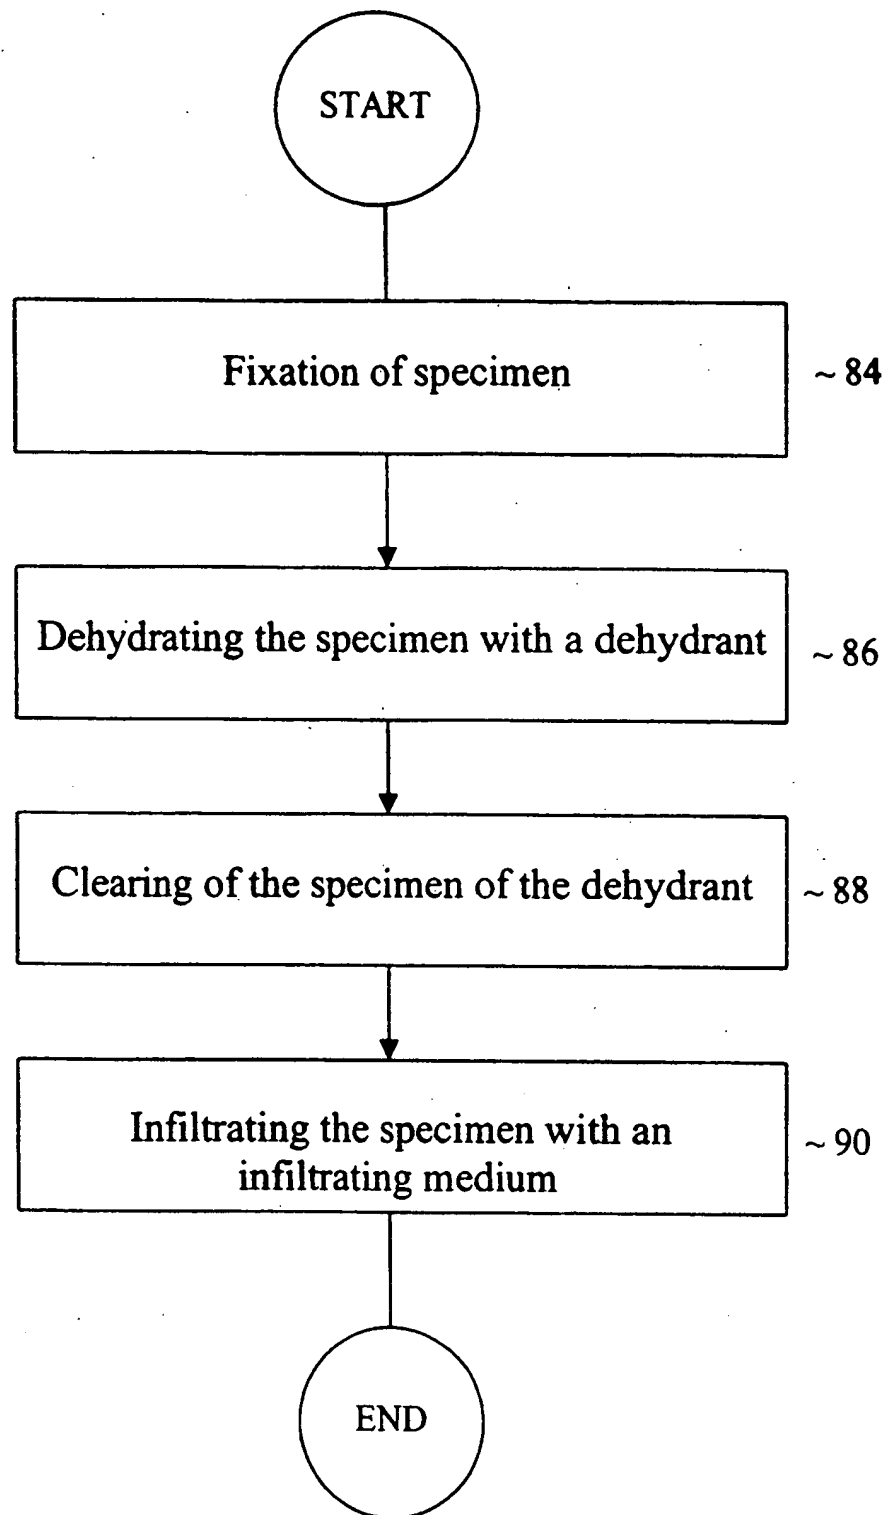 START
Fixation of specimen ~ 84
Dehydrating the specimen with a dehydrant ~ 86
Clearing of the specimen of the dehydrant ~ 88
Infiltrating the specimen with an
infiltrating medium
~ 90
END